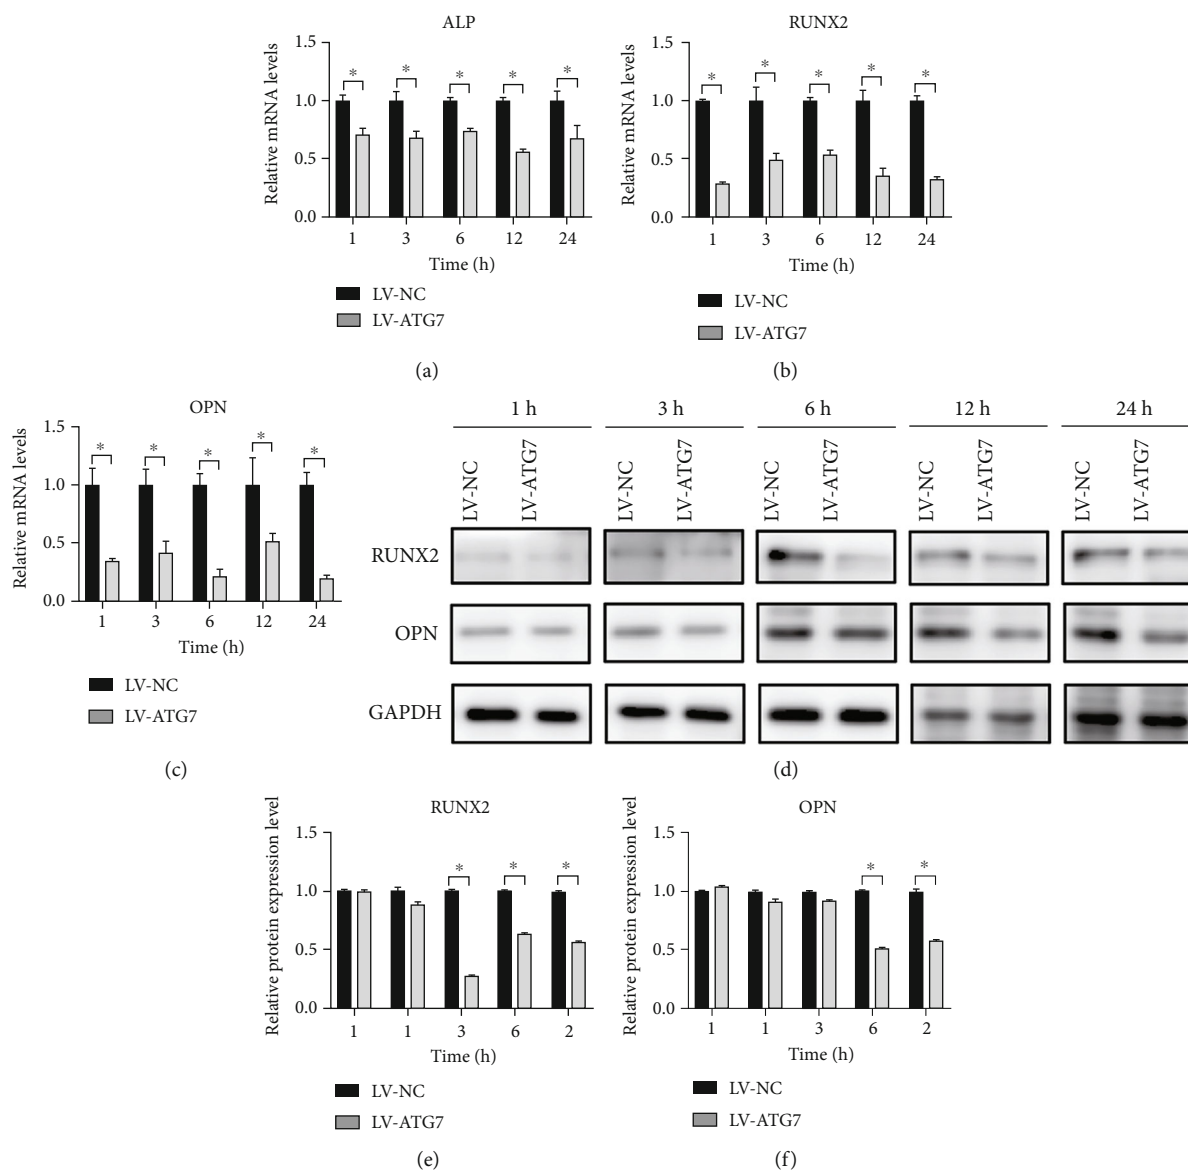 ALP
Relative mRNA levels
1.5
1.0
0.5
0.0
* * * * *
1 3 6 12 24
Time (h)
LV-NC
LV-ATG7
(a)
RUNX2
Relative mRNA levels
1.5
1.0
0.5
0.0
* * * * *
1 3 6 12 24
Time (h)
LV-NC
LV-ATG7
(b)
OPN
Relative mRNA levels
1.5
1.0
0.5
0.0
* * * * *
1 3 6 12 24
Time (h)
LV-NC
LV-ATG7
(c)
1 h 3 h 6 h 12 h 24 h
LV-NC LV-ATG7 LV-NC LV-ATG7 LV-NC LV-ATG7 LV-NC LV-ATG7 LV-NC LV-ATG7
RUNX2
OPN
GAPDH
(d)
RUNX2
Relative protein expression level
1.5
1.0
0.5
0.0
* * *
1 1 3 6 2
Time (h)
LV-NC
LV-ATG7
(e)
OPN
Relative protein expression level
1.5
1.0
0.5
0.0
* *
1 1 3 6 2
Time (h)
LV-NC
LV-ATG7
(f)